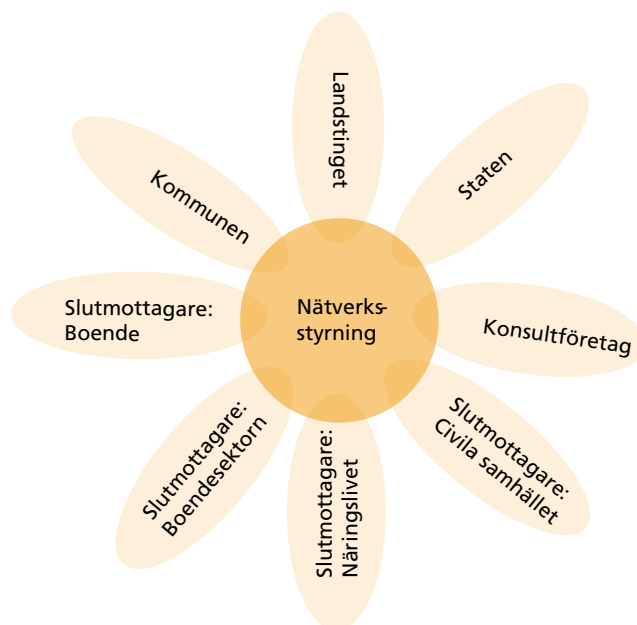 Landstinget
Staten
Kommunen
Slutmottagare:
Boende
Nätverks-
styrning
Konsultföretag
Slutmottagare:
Civila samhället
Slutmottagare:
Boendesektorn
Slutmottagare:
Näringslivet